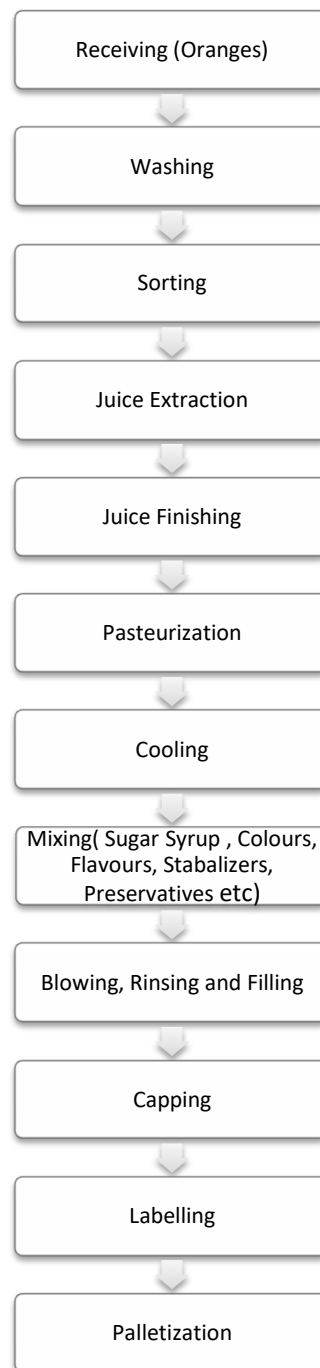 Receiving (Oranges)
Washing
Sorting
Juice Extraction
Juice Finishing
Pasteurization
Cooling
Mixing( Sugar Syrup , Colours,
Flavours, Stabalizers,
Preservatives etc)
Blowing, Rinsing and Filling
Capping
Labelling
Palletization